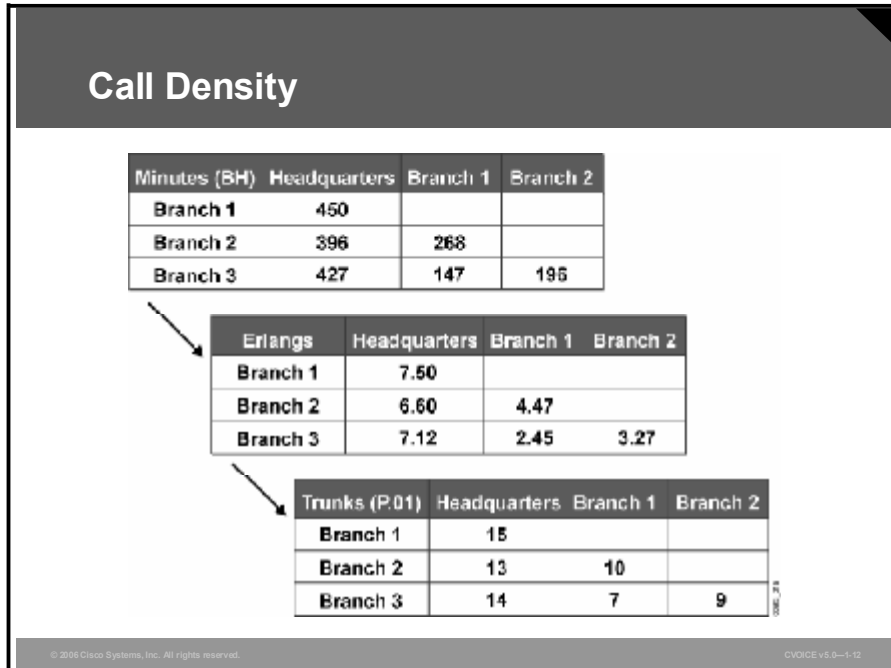 Call Density
Minutes (BH) Headquarters Branch 1 Branch 2
Branch 1 450
Branch 2 396 268
Branch 3 427 147 196
Erlangs Headquarters Branch 1 Branch 2
Branch 1 7.50
Branch 2 6.60 4.47
Branch 3 7.12 2.45 3.27
Trunks (P.01) Headquarters Branch 1 Branch 2
Branch 1 15
Branch 2 13 10
Branch 3 14 7 9
© 2006 Cisco Systems, Inc. All rights reserved.
CVOICE v5.0—1-12